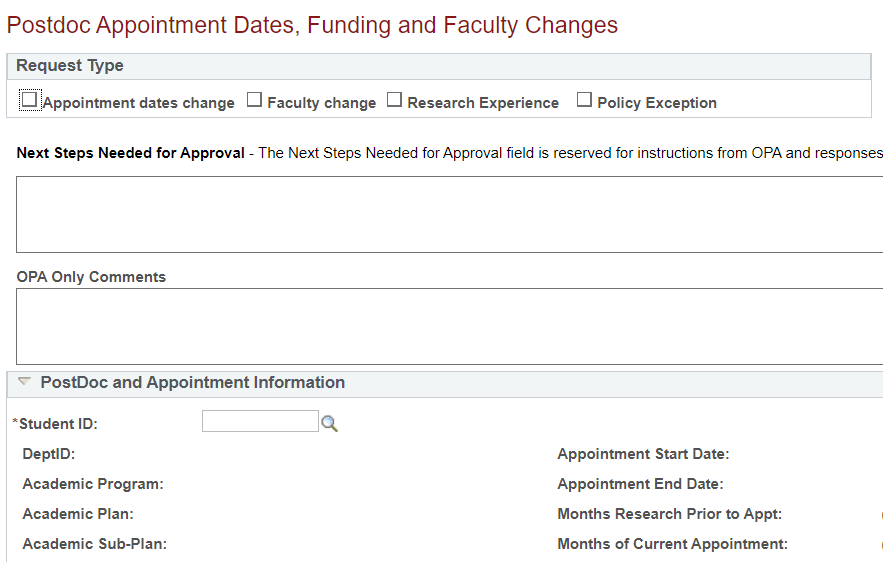 Postdoc Appointment Dates, Funding and Faculty Changes
Request Type
Appointment dates change Faculty change Research Experience Policy Exception
Next Steps Needed for Approval - The Next Steps Needed for Approval field is reserved for instructions from OPA and responses
OPA Only Comments
PostDoc and Appointment Information
*Student ID:
DeptID: Appointment Start Date:
Academic Program: Appointment End Date:
Academic Plan: Months Research Prior to Appt:
Academic Sub-Plan: Months of Current Appointment: